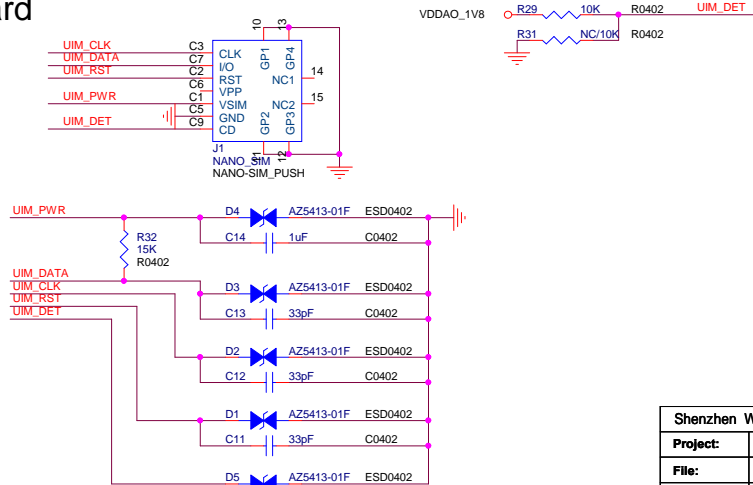 ard
VDDAO_1V8
R29
10K
R0402
UIM_DET
R31
NC/10K
R0402
10
13
UIM_CLK
C3
CLK
GP1
GP4
UIM_DATA
C7
I/O
UIM_RST
C2
RST
NC1
14
C6
VPP
UIM_PWR
C1
VSIM
NC2
15
C5
GND
GP2
GP3
UIM_DET
C9
CD
11
12
J1
NANO_SIM
NANO-SIM_PUSH
UIM_PWR
D4
AZ5413-01F
ESD0402
C14
1uF
C0402
R32
15K
R0402
UIM_DATA
UIM_CLK
UIM_RST
UIM_DET
D3
AZ5413-01F
ESD0402
C13
33pF
C0402
D2
AZ5413-01F
ESD0402
C12
33pF
C0402
D1
AZ5413-01F
ESD0402
C11
33pF
C0402
D5
AZ5413-01F
ESD0402
Shenzhen W
Project:
File: